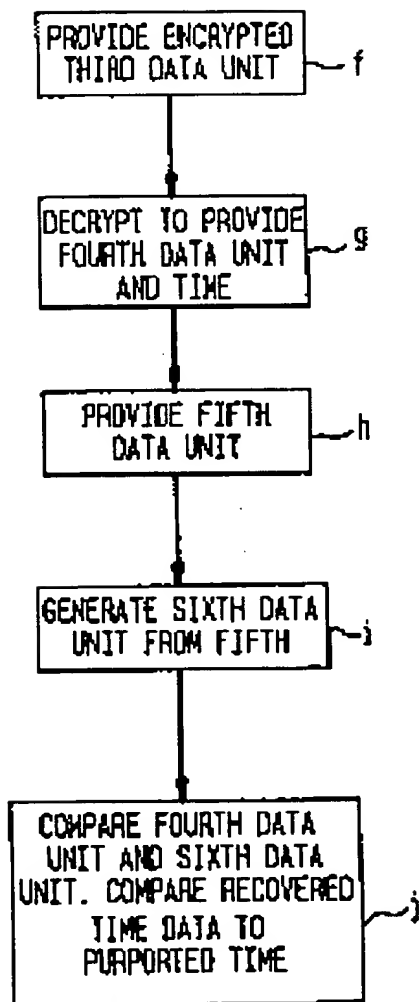 PROVIDE ENCRYPTED
THIRD DATA UNIT
f
DECRYPT TO PROVIDE
FOURTH DATA UNIT
AND TIME
g
PROVIDE FIFTH
DATA UNIT
h
GENERATE SIXTH DATA
UNIT FROM FIFTH
i
COMPARE FOURTH DATA
UNIT AND SIXTH DATA
UNIT. COMPARE RECOVERED
TIME DATA TO
PURPORTED TIME
j